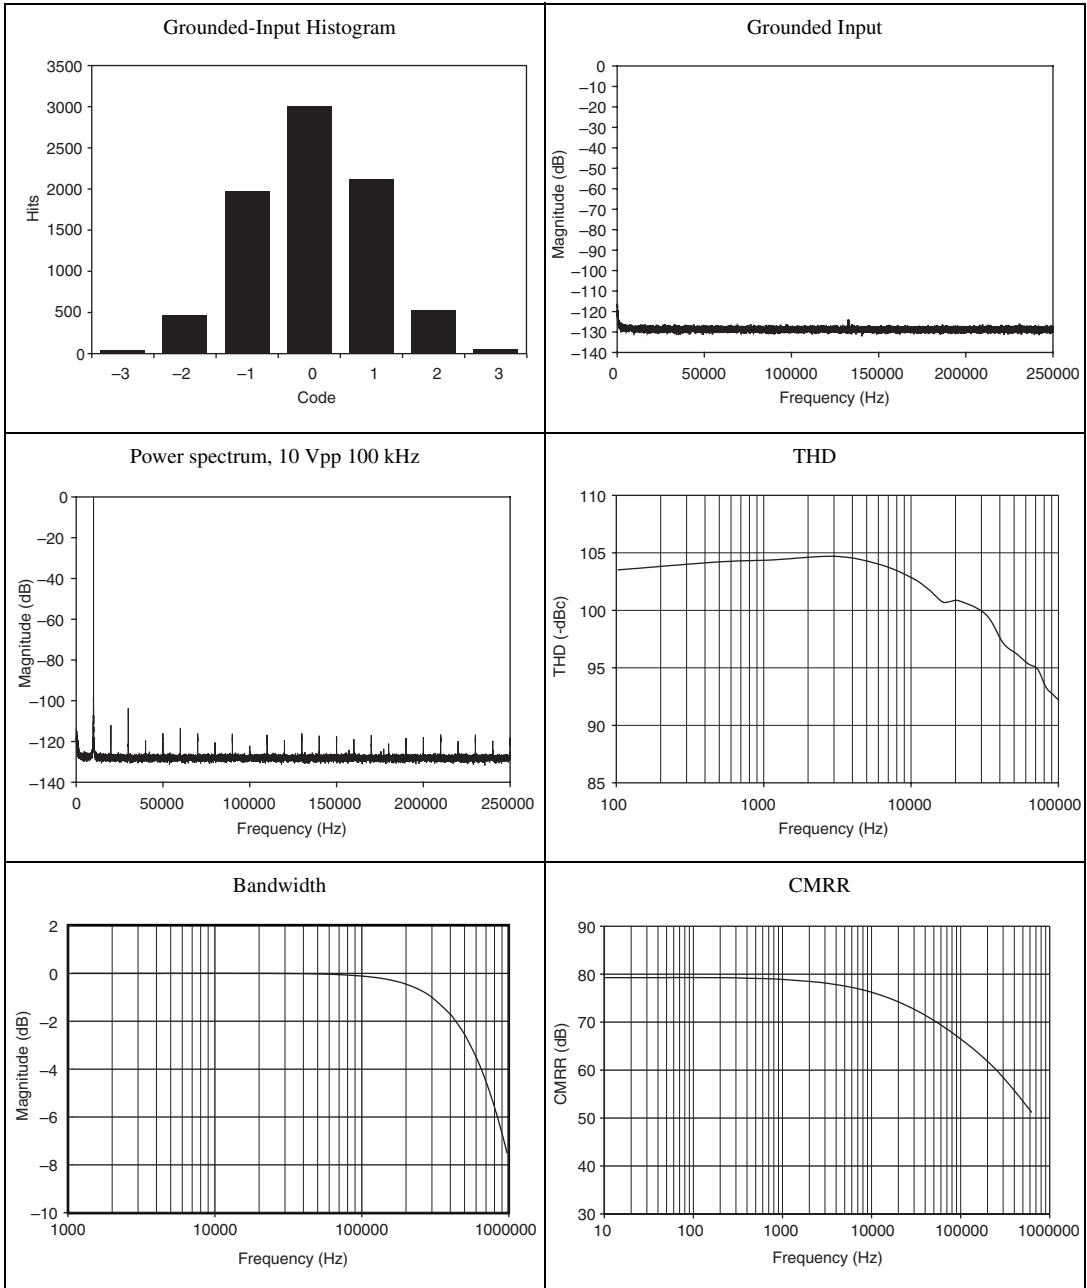 Grounded-Input Histogram
3500
3000
2500
2000
1500
1000
500
0
Hits
–3 –2 –1 0 1 2 3
Code
Grounded Input
0
–10
–20
–30
–40
–50
–60
–70
–80
–90
–100
–110
–120
–130
–140
Magnitude (dB)
0 50000 100000 150000 200000 250000
Frequency (Hz)
Power spectrum, 10 Vpp 100 kHz
0
–20
–40
–60
–80
–100
–120
–140
Magnitude (dB)
0 50000 100000 150000 200000 250000
Frequency (Hz)
THD
110
105
100
95
90
85
THD (-dBc)
100 1000 10000 100000
Frequency (Hz)
Bandwidth
2
0
–2
–4
–6
–8
–10
Magnitude (dB)
1000 10000 100000 1000000
Frequency (Hz)
CMRR
90
80
70
60
50
40
30
CMRR (dB)
10 100 1000 10000 100000 1000000
Frequency (Hz)